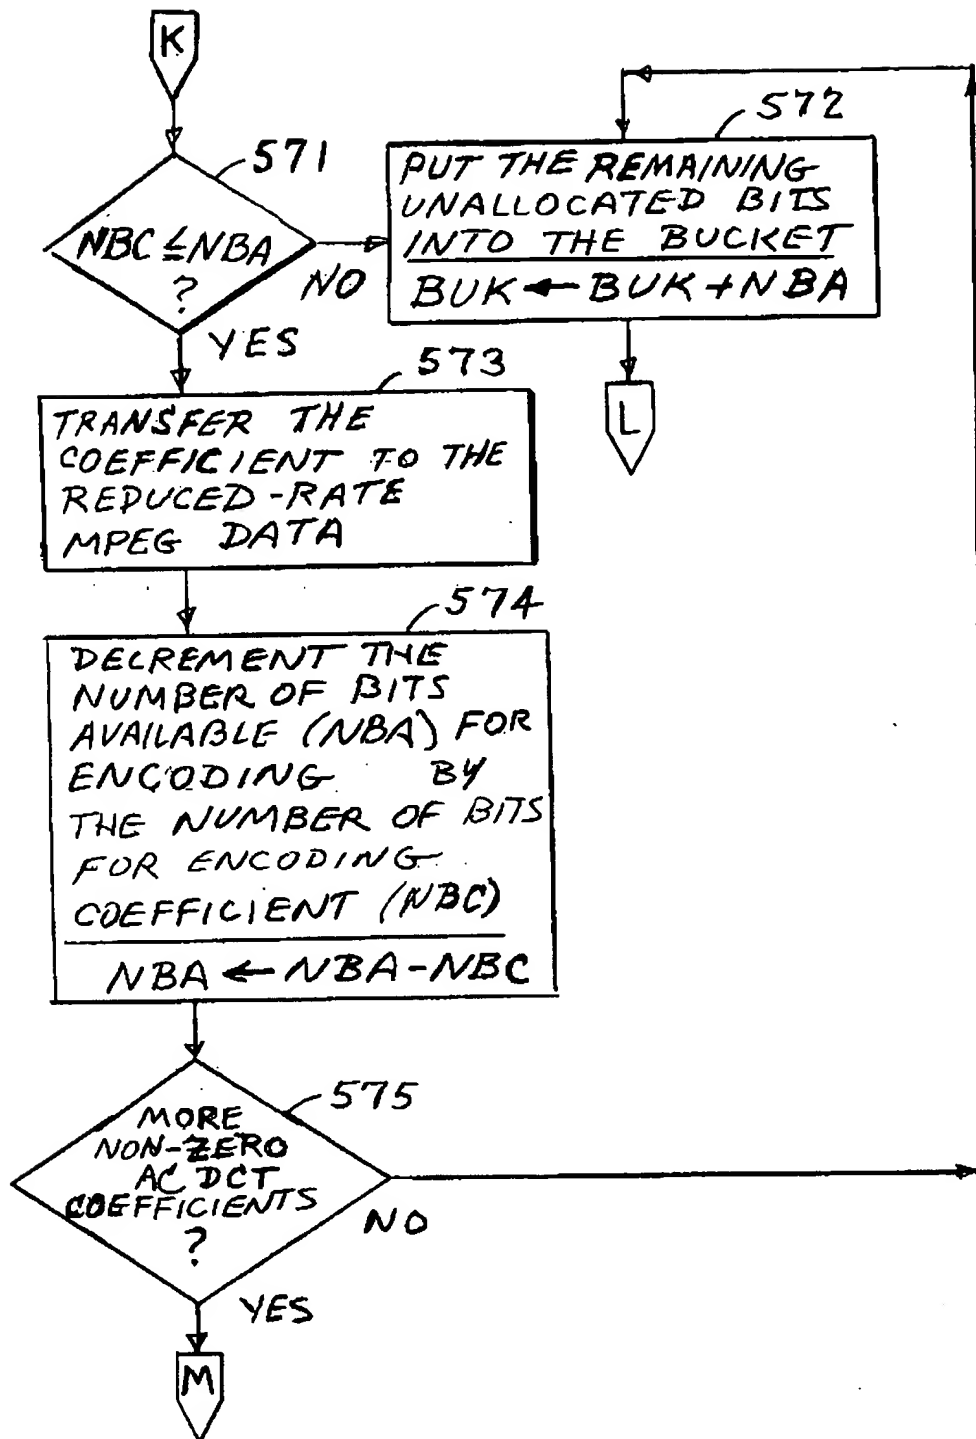 K
571
NBC ≤ NBA
?
NO
YES
572
PUT THE REMAINING
UNALLOCATED BITS
INTO THE BUCKET
BUK ← BUK + NBA
L
573
TRANSFER THE
COEFFICIENT TO THE
REDUCED-RATE
MPEG DATA
574
DECREMENT THE
NUMBER OF BITS
AVAILABLE (NBA) FOR
ENCODING BY
THE NUMBER OF BITS
FOR ENCODING
COEFFICIENT (NBC)
NBA ← NBA-NBC
575
MORE
NON-ZERO
AC DCT
COEFFICIENTS
?
NO
YES
M